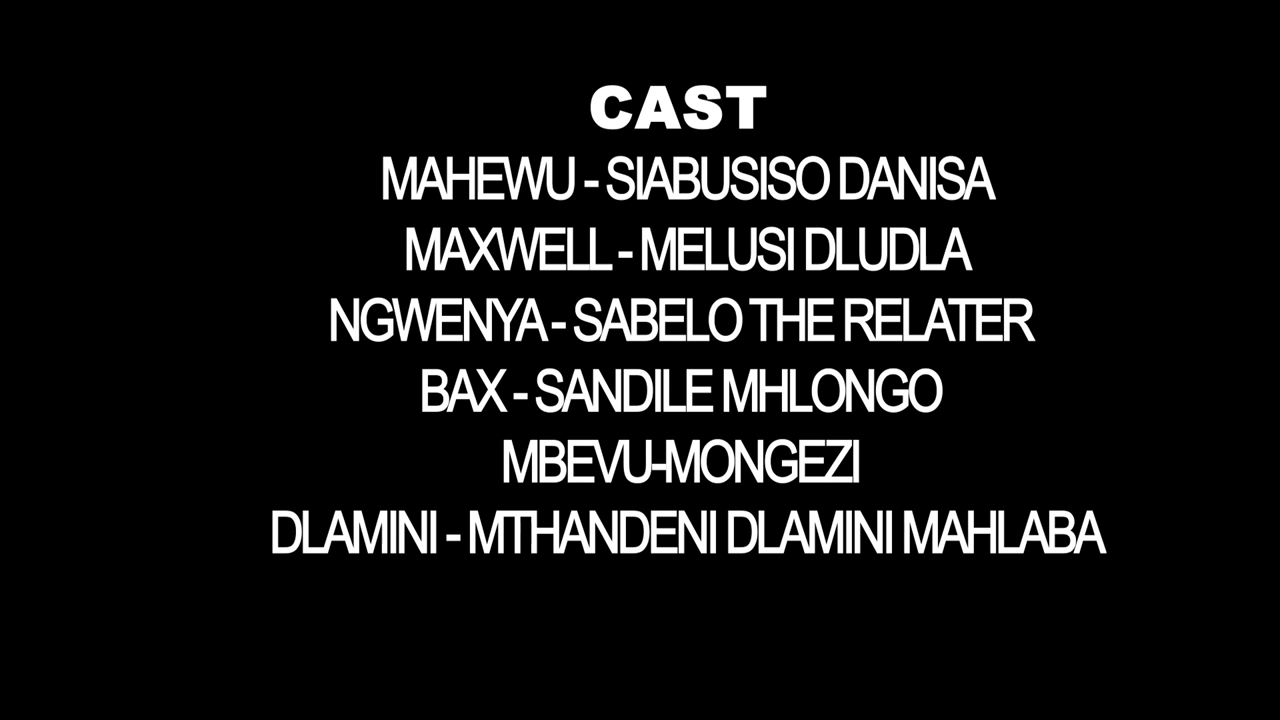 CAST
MAHEWU - SIABUSISO DANISA
MAXWELL - MELUSI DLUDLA
NGWENYA - SABELO THE RELATER
BAX - SANDILE MHLONGO
MBEVU-MONGEZI
DLAMINI - MTHANDENI DLAMINI MAHLABA